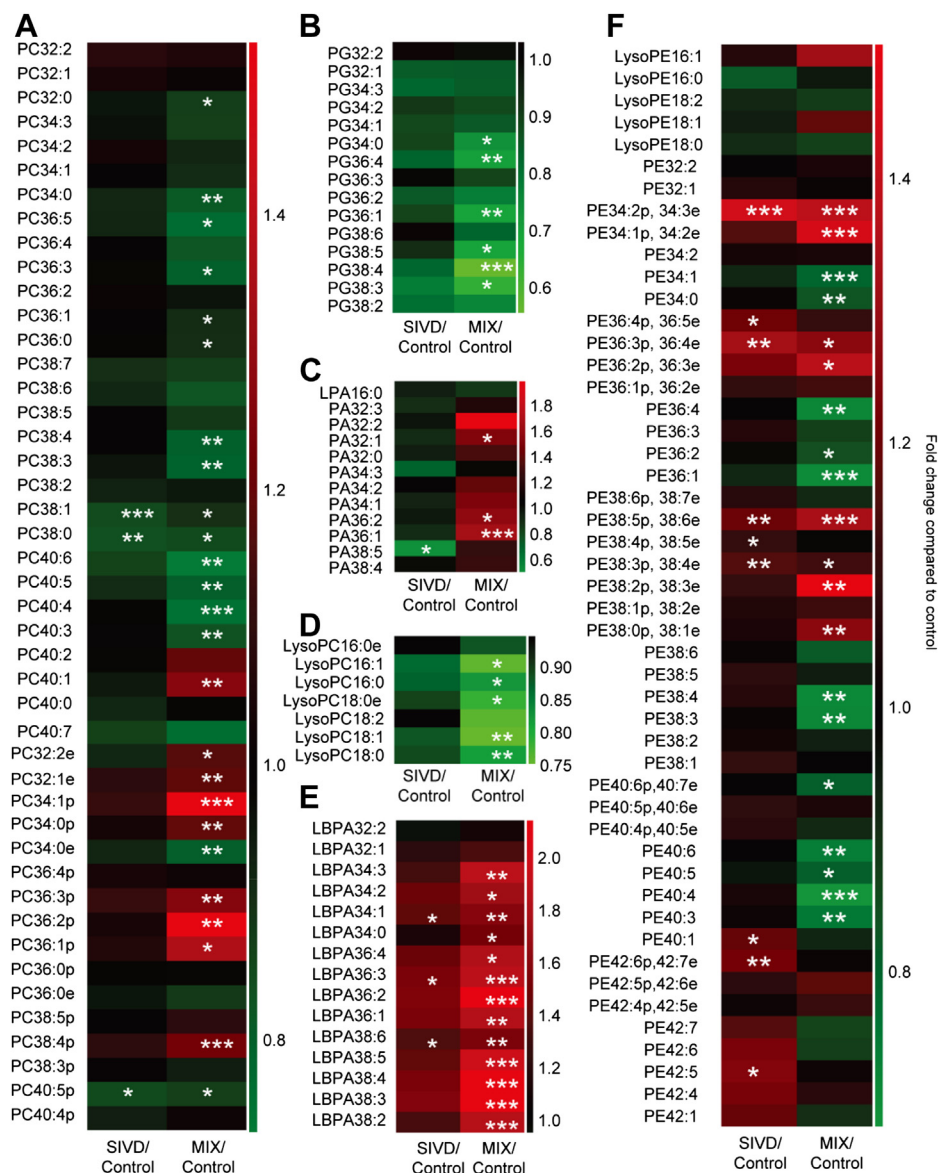 A
PC32:2
PC32:1
PC32:0
*
PC34:3
PC34:2
PC34:1
PC34:0
**
PC36:5
*
PC36:4
PC36:3
*
PC36:2
PC36:1
*
PC36:0
*
PC38:7
PC38:6
PC38:5
PC38:4
**
PC38:3
**
PC38:2
PC38:1
*** *
PC38:0
** *
PC40:6
**
PC40:5
**
PC40:4
***
PC40:3
**
PC40:2
PC40:1
**
PC40:0
PC40:7
PC32:2e
*
PC32:1e
**
PC34:1p
***
PC34:0p
**
PC34:0e
**
PC36:4p
PC36:3p
**
PC36:2p
**
PC36:1p
*
PC36:0p
PC36:0e
PC38:5p
PC38:4p
***
PC38:3p
PC40:5p
* *
PC40:4p
SIVD/
Control
MIX/
Control
1.4
1.2
1.0
0.8
B
PG32:2
PG32:1
PG34:3
PG34:2
PG34:1
PG34:0
*
PG36:4
**
PG36:3
PG36:2
PG36:1
**
PG38:6
PG38:5
*
PG38:4
***
PG38:3
*
PG38:2
SIVD/
Control
MIX/
Control
1.0
0.9
0.8
0.7
0.6
C
LPA16:0
PA32:3
PA32:2
PA32:1
*
PA32:0
PA34:3
PA34:2
PA34:1
PA36:2
*
PA36:1
***
PA38:5
*
PA38:4
SIVD/
Control
MIX/
Control
1.8
1.6
1.4
1.2
1.0
0.8
0.6
D
LysoPC16:0e
LysoPC16:1
*
LysoPC16:0
*
LysoPC18:0e
*
LysoPC18:2
LysoPC18:1
**
LysoPC18:0
**
SIVD/
Control
MIX/
Control
0.90
0.85
0.80
0.75
E
LBPA32:2
LBPA32:1
LBPA34:3
**
LBPA34:2
*
LBPA34:1
* **
LBPA34:0
*
LBPA36:4
*
LBPA36:3
* ***
LBPA36:2
***
LBPA36:1
**
LBPA38:6
* **
LBPA38:5
***
LBPA38:4
***
LBPA38:3
***
LBPA38:2
***
SIVD/
Control
MIX/
Control
2.0
1.8
1.6
1.4
1.2
1.0
F
LysoPE16:1
LysoPE16:0
LysoPE18:2
LysoPE18:1
LysoPE18:0
PE32:2
PE32:1
PE34:2p, 34:3e
*** ***
PE34:1p, 34:2e
***
PE34:2
PE34:1
***
PE34:0
**
PE36:4p, 36:5e
*
PE36:3p, 36:4e
** *
PE36:2p, 36:3e
*
PE36:1p, 36:2e
PE36:4
**
PE36:3
PE36:2
*
PE36:1
***
PE38:6p, 38:7e
PE38:5p, 38:6e
** ***
PE38:4p, 38:5e
*
PE38:3p, 38:4e
** *
PE38:2p, 38:3e
**
PE38:1p, 38:2e
PE38:0p, 38:1e
**
PE38:6
PE38:5
PE38:4
**
PE38:3
**
PE38:2
PE38:1
PE40:6p,40:7e
*
PE40:5p,40:6e
PE40:4p,40:5e
PE40:6
**
PE40:5
*
PE40:4
***
PE40:3
**
PE40:1
*
PE42:6p,42:7e
**
PE42:5p,42:6e
PE42:4p,42:5e
PE42:7
PE42:6
PE42:5
*
PE42:4
PE42:1
SIVD/
Control
MIX/
Control
1.4
1.2
1.0
0.8
Fold change compared to control